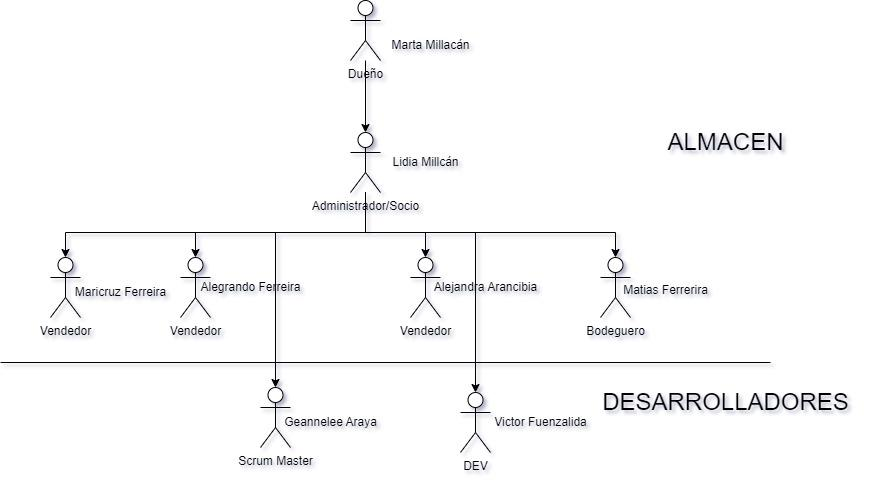 Marta Millacán
Dueño
ALMACEN
Lidia Millcán
Administrador/Socio
Maricruz Ferreira
Alegrando Ferreira
Alejandra Arancibia
Matias Ferrerira
Vendedor
Vendedor
Vendedor
Bodeguero
DESARROLLADORES
Geannelee Araya
Victor Fuenzalida
Scrum Master
DEV